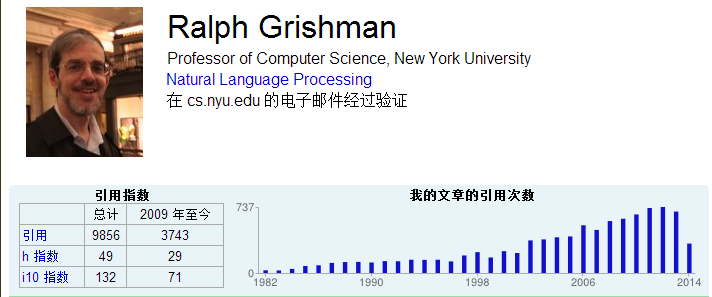 Ralph Grishman
Professor of Computer Science, New York University
Natural Language Processing
在 cs.nyu.edu 的电子邮件经过验证
引用指数
总计 2009 年至今
引用 9856 3743
h 指数 49 29
i10 指数 132 71
我的文章的引用次数
737
0
1982 1990 1998 2006 2014